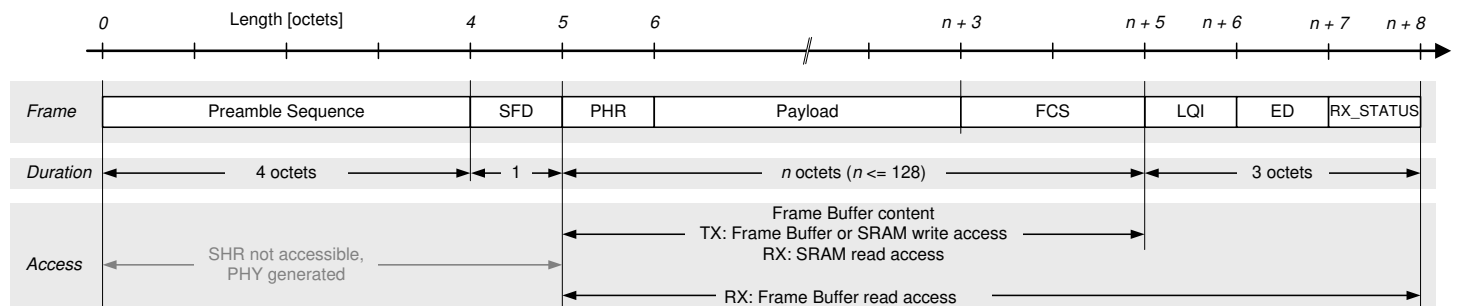 0 Length [octets] 4 5 6 n + 3 n + 5 n + 6 n + 7 n + 8
Frame Preamble Sequence SFD PHR Payload FCS LQI ED RX_STATUS
Duration 4 octets 1 n octets (n <= 128) 3 octets
Access
SHR not accessible,
PHY generated
Frame Buffer content
TX: Frame Buffer or SRAM write access
RX: SRAM read access
RX: Frame Buffer read access